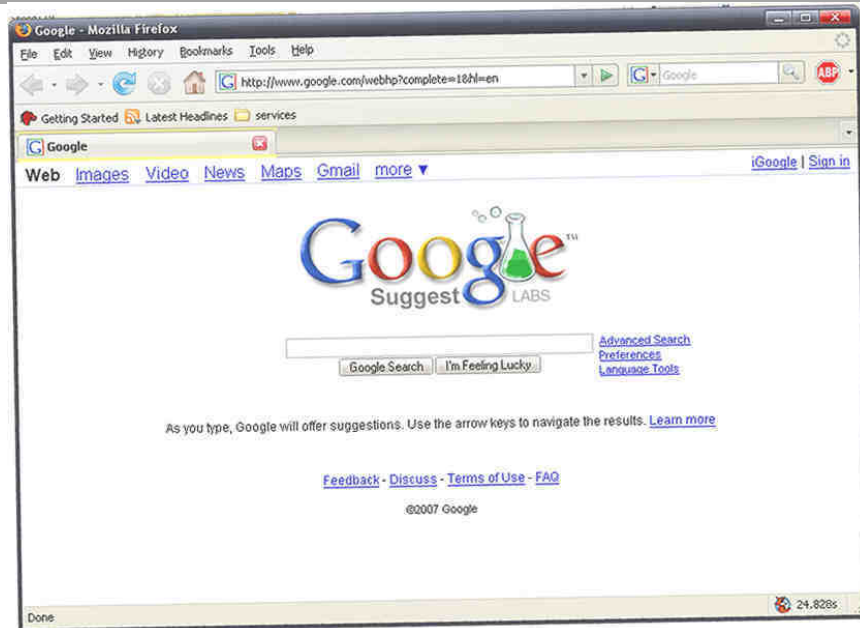 Google - Mozilla Firefox
File Edit View History Bookmarks Tools Help
http://www.google.com/webhp?complete=1&hl=en Google ABP
Getting Started Latest Headlines services
Google
Web Images Video News Maps Gmail more ▼ iGoogle | Sign in
Google™
Suggest LABS
Advanced Search
Preferences
Google Search I'm Feeling Lucky Language Tools
As you type, Google will offer suggestions. Use the arrow keys to navigate the results. Learn more
Feedback - Discuss - Terms of Use - FAQ
©2007 Google
Done 24.828s